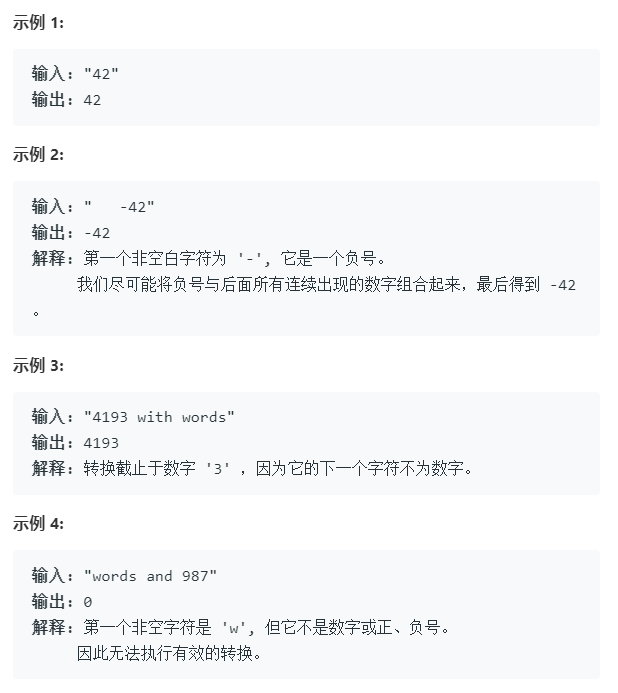 示例 1:
输入: "42"
输出: 42
示例 2:
输入: "   -42"
输出: -42
解释: 第一个非空白字符为 '-', 它是一个负号。
我们尽可能将负号与后面所有连续出现的数字组合起来，最后得到 -42
。
示例 3:
输入: "4193 with words"
输出: 4193
解释: 转换截止于数字 '3' ，因为它的下一个字符不为数字。
示例 4:
输入: "words and 987"
输出: 0
解释: 第一个非空字符是 'w', 但它不是数字或正、负号。
因此无法执行有效的转换。